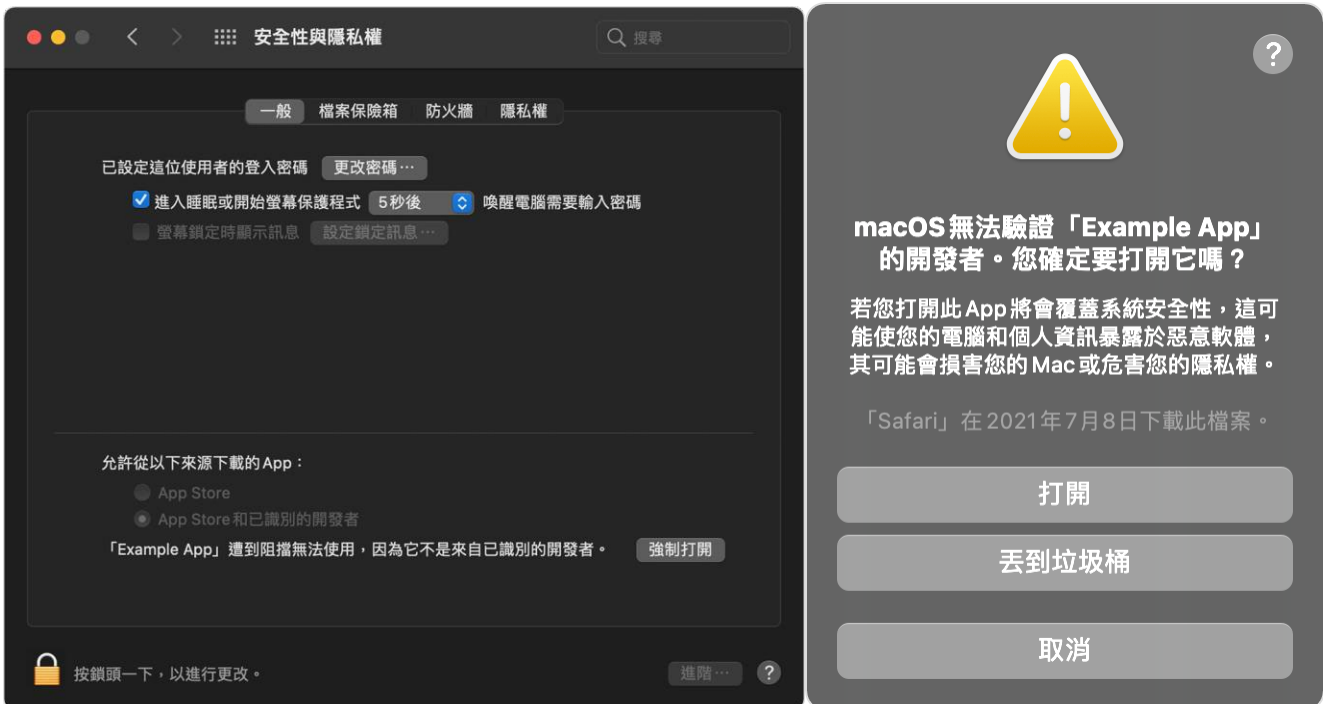 安全性與隱私權
搜尋
一般 檔案保險箱 防火牆 隱私權
已設定這位使用者的登入密碼 更改密碼⋯
進入睡眠或開始螢幕保護程式 5秒後 喚醒電腦需要輸入密碼
螢幕鎖定時顯示訊息 設定鎖定訊息⋯
允許從以下來源下載的App：
App Store
App Store和已識別的開發者
「Example App」遭到阻擋無法使用，因為它不是來自已識別的開發者。 強制打開
按鎖頭一下，以進行更改。 進階⋯ ?
?
macOS無法驗證「Example App」
的開發者。您確定要打開它嗎？
若您打開此App將會覆蓋系統安全性，這可
能使您的電腦和個人資訊暴露於惡意軟體，
其可能會損害您的Mac或危害您的隱私權。
「Safari」在2021年7月8日下載此檔案。
打開
丟到垃圾桶
取消